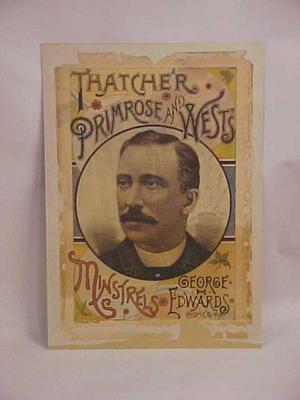 THATCHER
PRIMROSE AND WEST'S
MINSTRELS
GEORGE
H.
EDWARDS